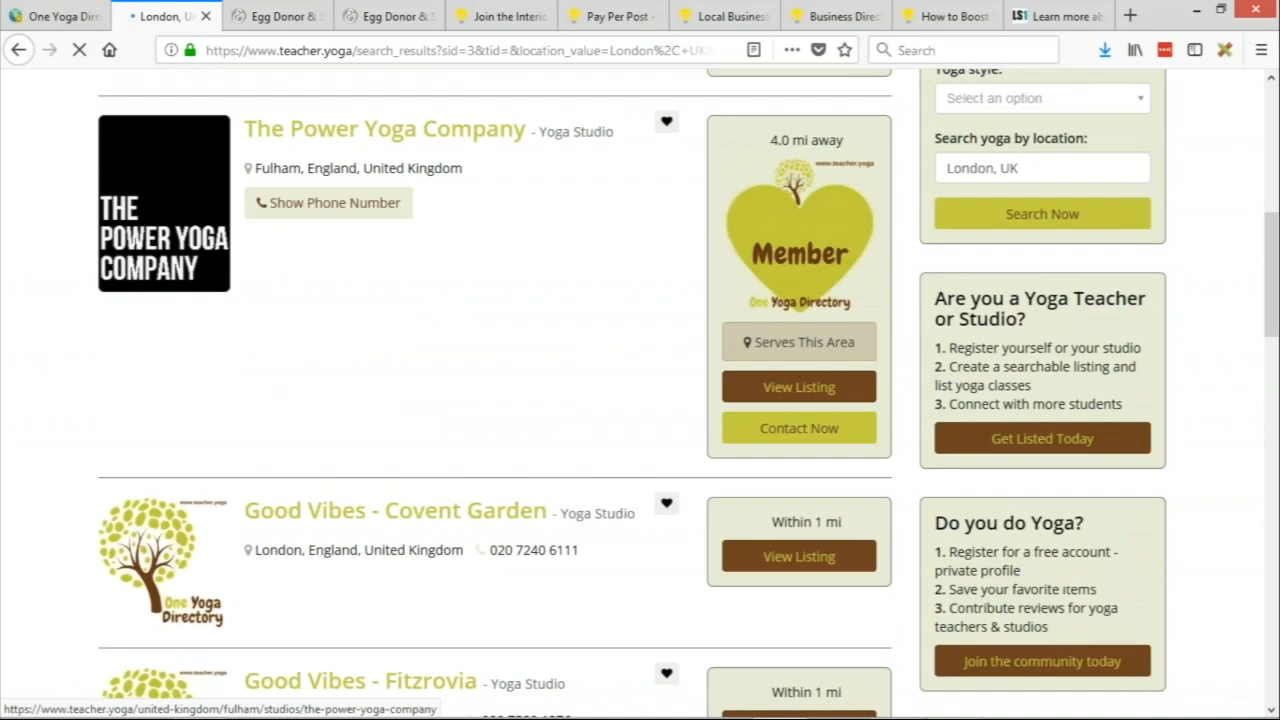 One Yoga Dire
London, U
Egg Donor & S
Egg Donor & S
Join the Interio
Pay Per Post -
Local Business
Business Direc
How to Boost
LS1 Learn more ab
https://www.teacher.yoga/search_results?sid=3&tid=&location_value=London%2C+UK
Search
Yoga style:
Select an option
Search yoga by location:
London, UK
Search Now
THE
POWER YOGA
COMPANY
The Power Yoga Company - Yoga Studio
Fulham, England, United Kingdom
Show Phone Number
4.0 mi away
www.teacher.yoga
Member
One Yoga Directory
Serves This Area
View Listing
Contact Now
Are you a Yoga Teacher
or Studio?
1. Register yourself or your studio
2. Create a searchable listing and
list yoga classes
3. Connect with more students
Get Listed Today
www.teacher.yoga
One Yoga
Directory
Good Vibes - Covent Garden - Yoga Studio
London, England, United Kingdom 020 7240 6111
Within 1 mi
View Listing
Do you do Yoga?
1. Register for a free account -
private profile
2. Save your favorite items
3. Contribute reviews for yoga
teachers & studios
Join the community today
www.teacher.yoga
Good Vibes - Fitzrovia - Yoga Studio
Within 1 mi
https://www.teacher.yoga/united-kingdom/fulham/studios/the-power-yoga-company